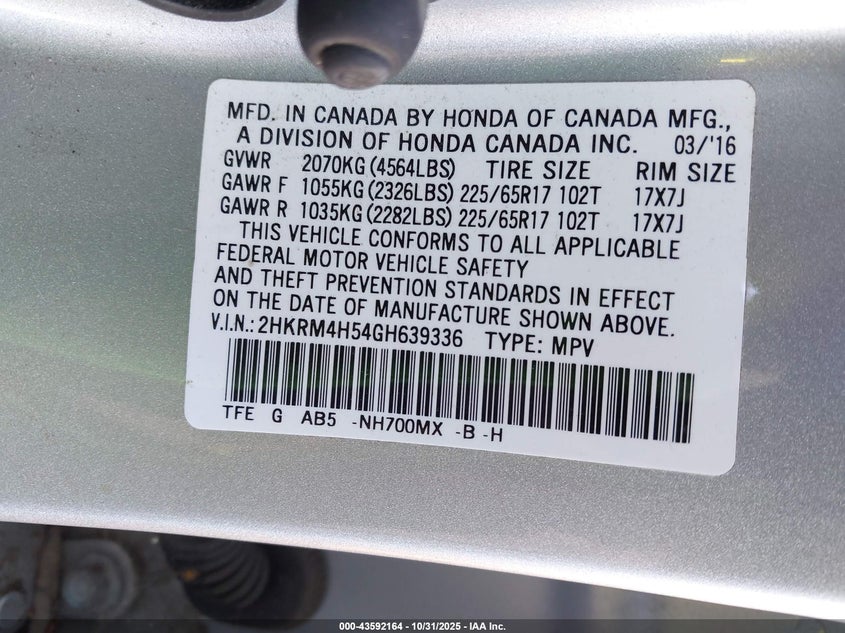 MFD. IN CANADA BY HONDA OF CANADA MFG.,
A DIVISION OF HONDA CANADA INC. 03/'16
GVWR 2070KG (4564LBS) TIRE SIZE RIM SIZE
GAWR F 1055KG (2326LBS) 225/65R17 102T 17X7J
GAWR R 1035KG (2282LBS) 225/65R17 102T 17X7J
THIS VEHICLE CONFORMS TO ALL APPLICABLE
FEDERAL MOTOR VEHICLE SAFETY
AND THEFT PREVENTION STANDARDS IN EFFECT
ON THE DATE OF MANUFACTURE SHOWN ABOVE.
V.I.N.: 2HKRM4H54GH639336 TYPE: MPV
TFE G AB5 -NH700MX -B -H
000-43592164 - 10/31/2025 - IAA Inc.